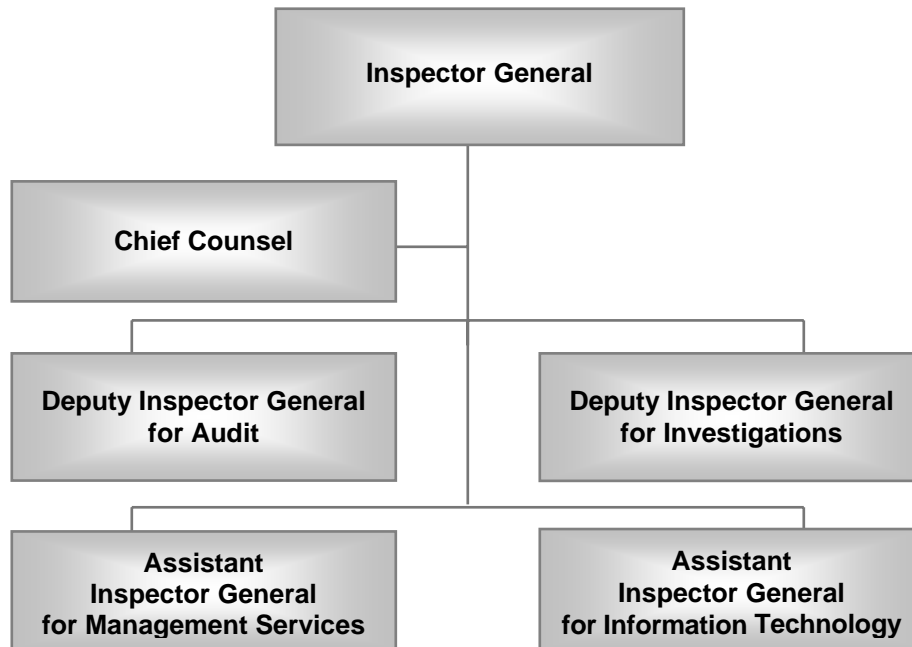 Inspector General
Chief Counsel
Deputy Inspector General
for Audit
Deputy Inspector General
for Investigations
Assistant
Inspector General
for Management Services
Assistant
Inspector General
for Information Technology